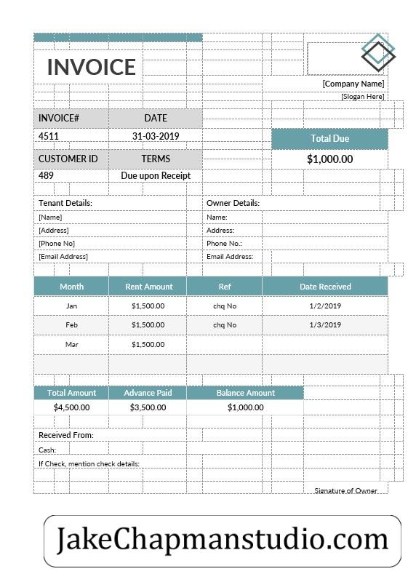 INVOICE
[Company Name]
[Slogan Here]
INVOICE# DATE
4511 31-03-2019
Total Due
CUSTOMER ID TERMS
$1,000.00
489 Due upon Receipt
Tenant Details: Owner Details:
[Name] Name:
[Address] Address:
[Phone No] Phone No.:
[Email Address] Email Address:
Month Rent Amount Ref Date Received
Jan $1,500.00 chq No 1/2/2019
Feb $1,500.00 chq No 1/3/2019
Mar $1,500.00
Total Amount Advance Paid Balance Amount
$4,500.00 $3,500.00 $1,000.00
Received From:
Cash:
If Check, mention check details:
Signature of Owner
JakeChapmanstudio.com